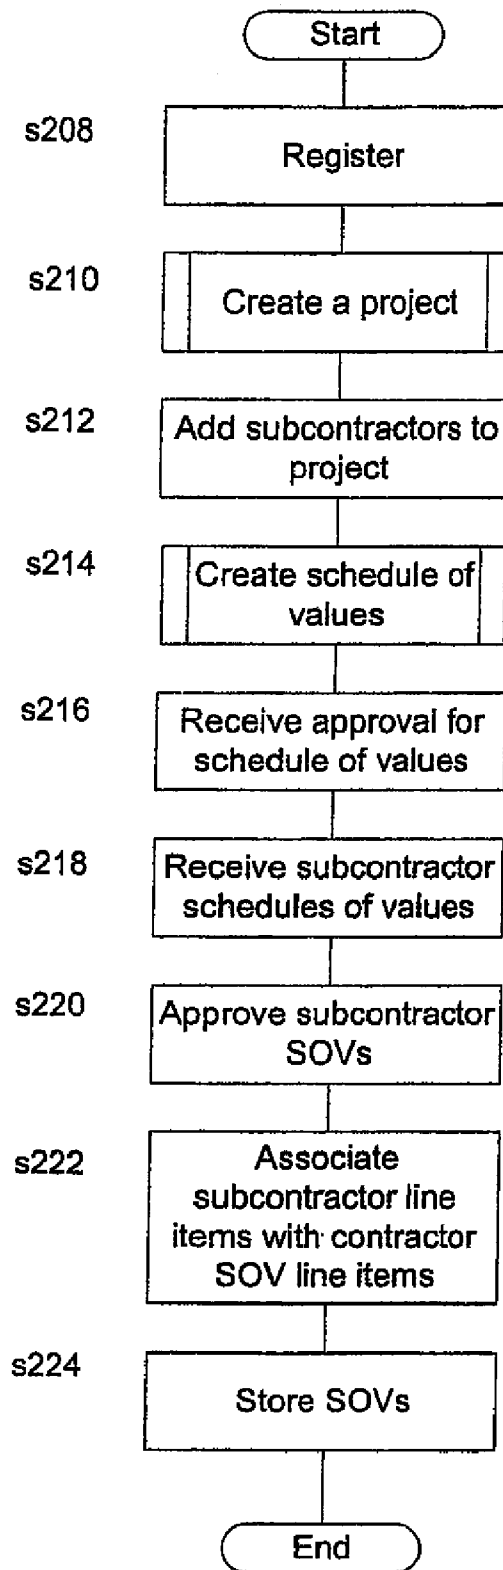 Start
s208
Register
s210
Create a project
s212
Add subcontractors to
project
s214
Create schedule of
values
s216
Receive approval for
schedule of values
s218
Receive subcontractor
schedules of values
s220
Approve subcontractor
SOVs
s222
Associate
subcontractor line
items with contractor
SOV line items
s224
Store SOVs
End